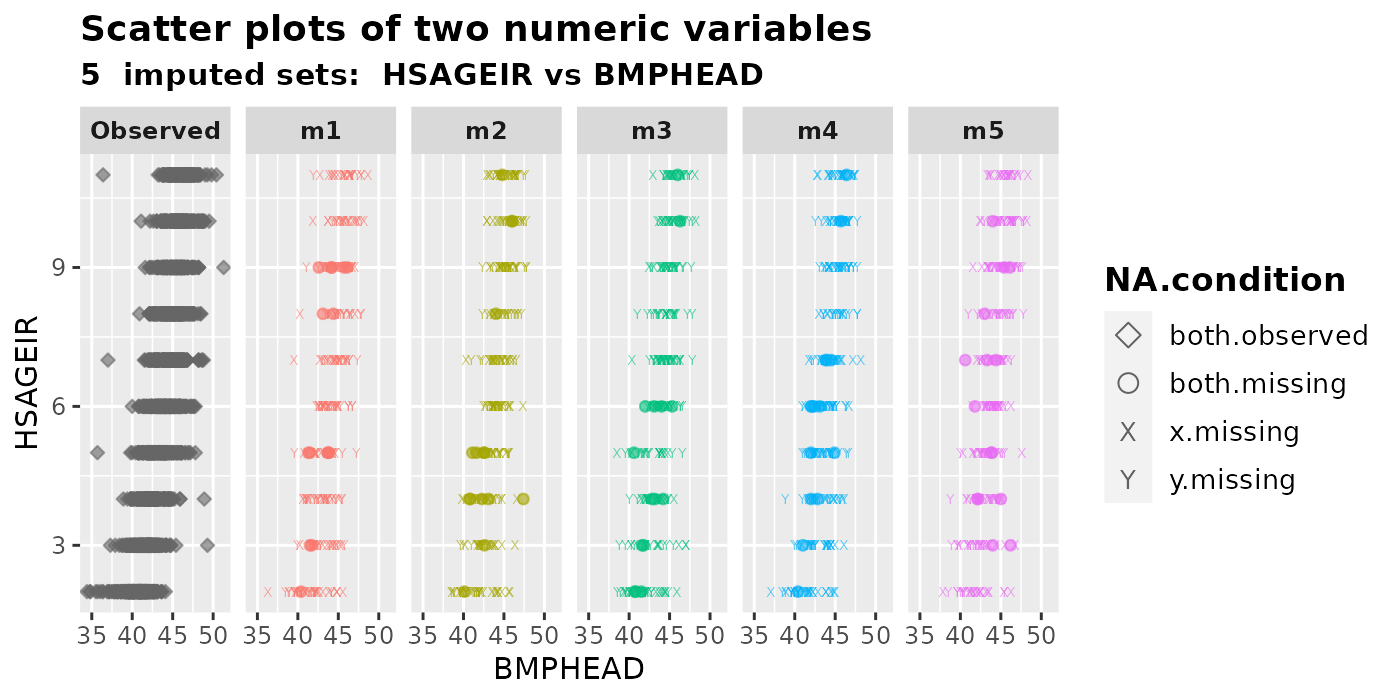 Scatter plots of two numeric variables
5 imputed sets: HSAGEIR vs BMPHEAD
Observed m1 m2 m3 m4 m5
HSAGEIR
9
6
3
35 40 45 50 35 40 45 50 35 40 45 50 35 40 45 50 35 40 45 50 35 40 45 50
BMPHEAD
NA.condition
both.observed
both.missing
X x.missing
Y y.missing